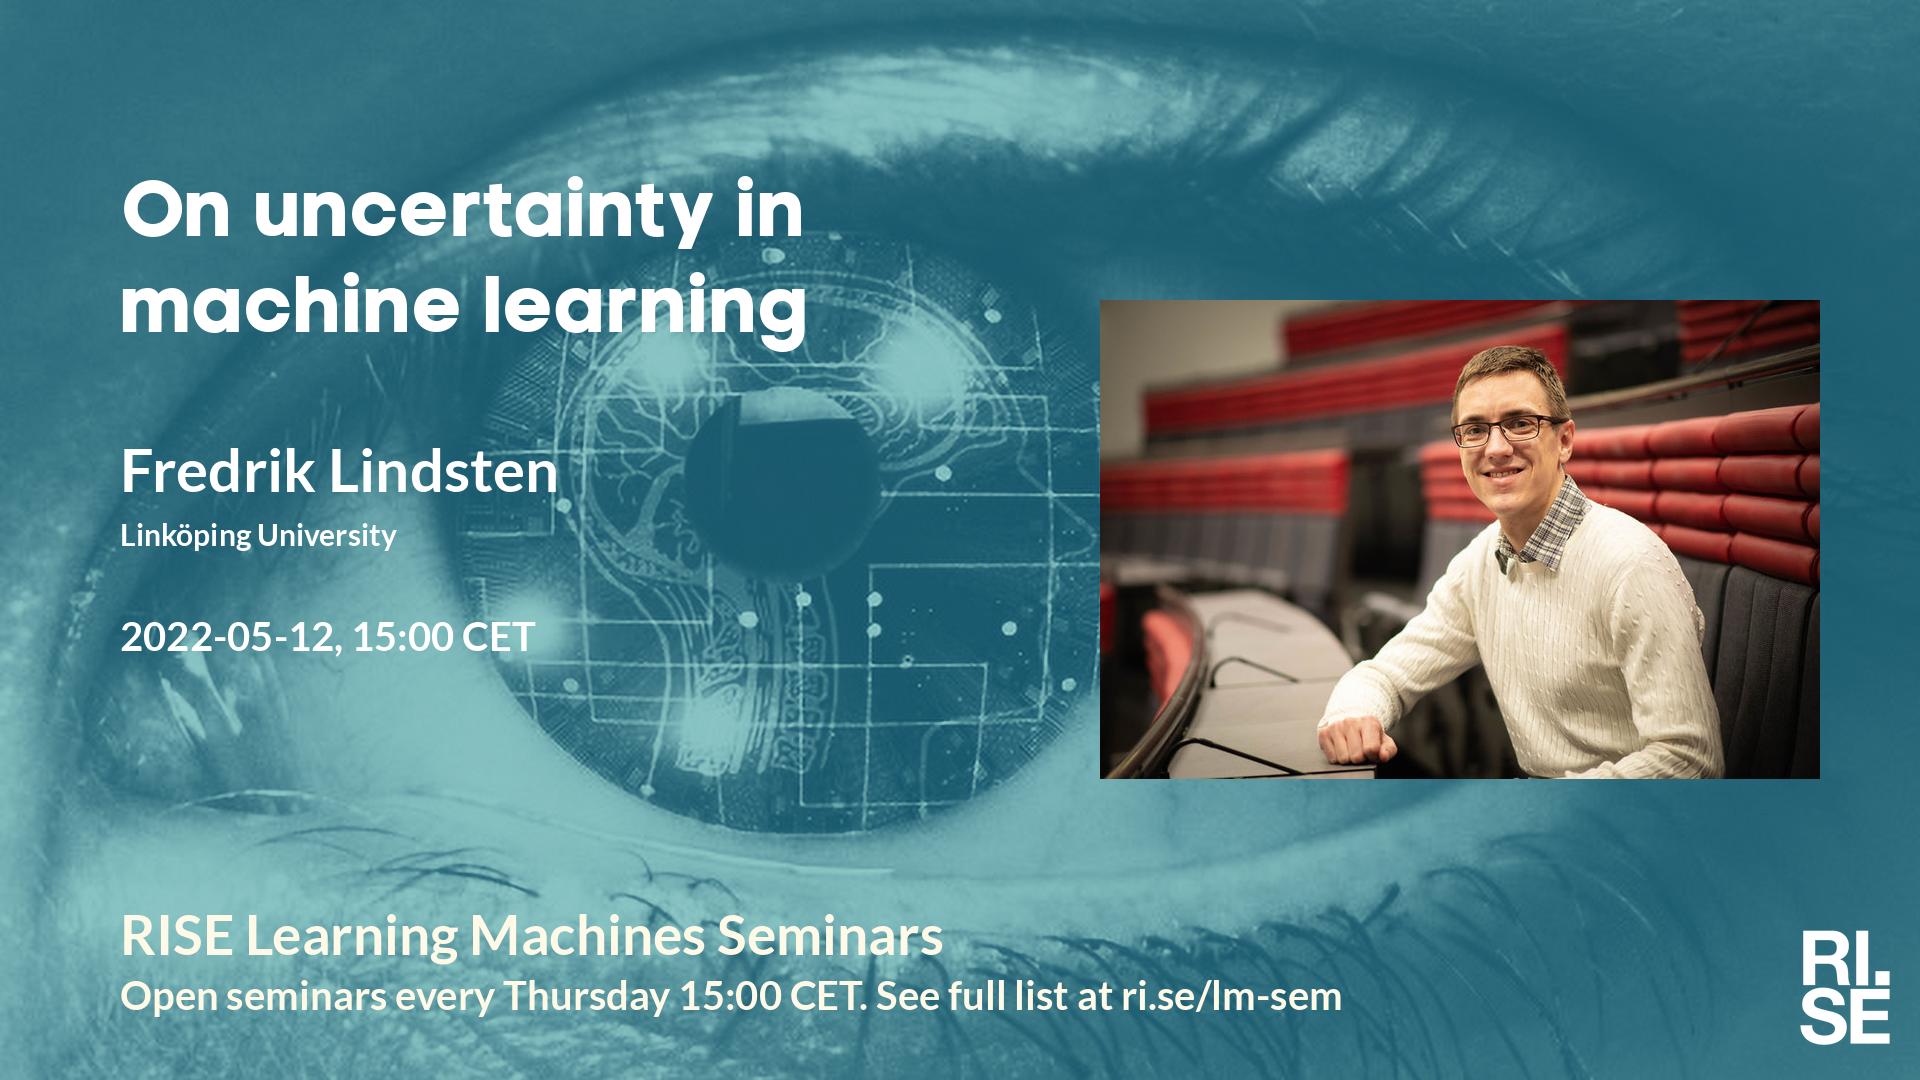 On uncertainty in
machine learning
Fredrik Lindsten
Linköping University
2022-05-12, 15:00 CET
RISE Learning Machines Seminars
Open seminars every Thursday 15:00 CET. See full list at ri.se/lm-sem
RI.
SE